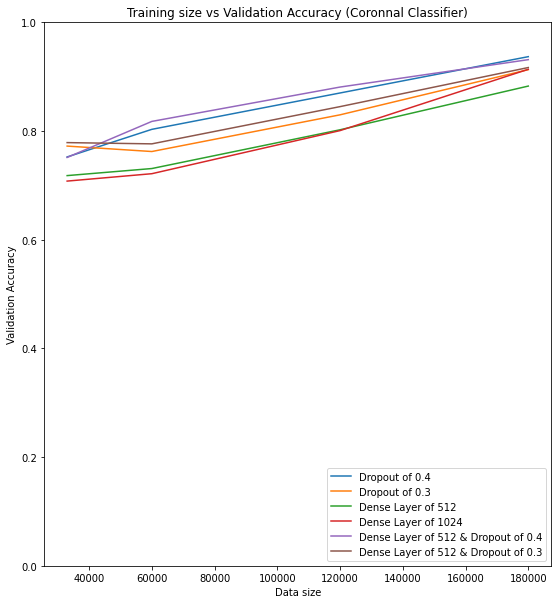 Training size vs Validation Accuracy (Coronnal Classifier)
1.0
0.8
0.6
0.4
0.2
0.0
Validation Accuracy
Dropout of 0.4
Dropout of 0.3
Dense Layer of 512
Dense Layer of 1024
Dense Layer of 512 & Dropout of 0.4
Dense Layer of 512 & Dropout of 0.3
40000 60000 80000 100000 120000 140000 160000 180000
Data size